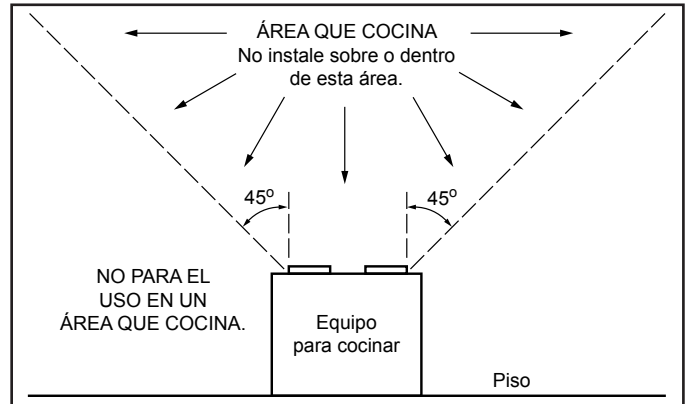 ÁREA QUE COCINA
No instale sobre o dentro
de esta área.
45º
45º
NO PARA EL
USO EN UN
ÁREA QUE COCINA.
Equipo
para cocinar
Piso